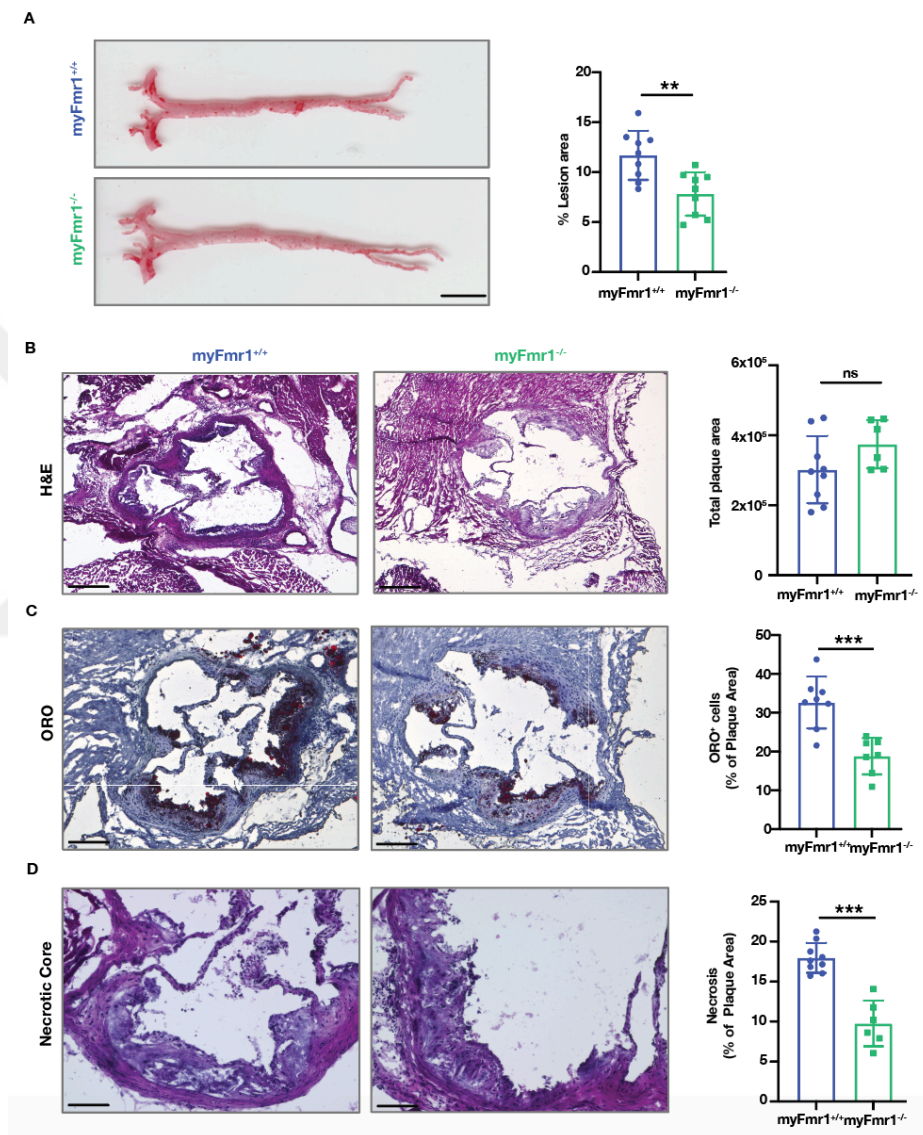 A
myFmr1+/+
myFmr1-/-
% Lesion area
20
15
10
5
0
**
myFmr1+/+ myFmr1-/-
B
myFmr1+/+ myFmr1-/-
H&E
Total plaque area
6x10⁵
4x10⁵
2x10⁵
0
ns
myFmr1+/+ myFmr1-/-
C
ORO
ORO+ cells
(% of Plaque Area)
50
40
30
20
10
0
***
myFmr1+/+myFmr1-/-
D
Necrotic Core
Necrosis
(% of Plaque Area)
25
20
15
10
5
0
***
myFmr1+/+myFmr1-/-